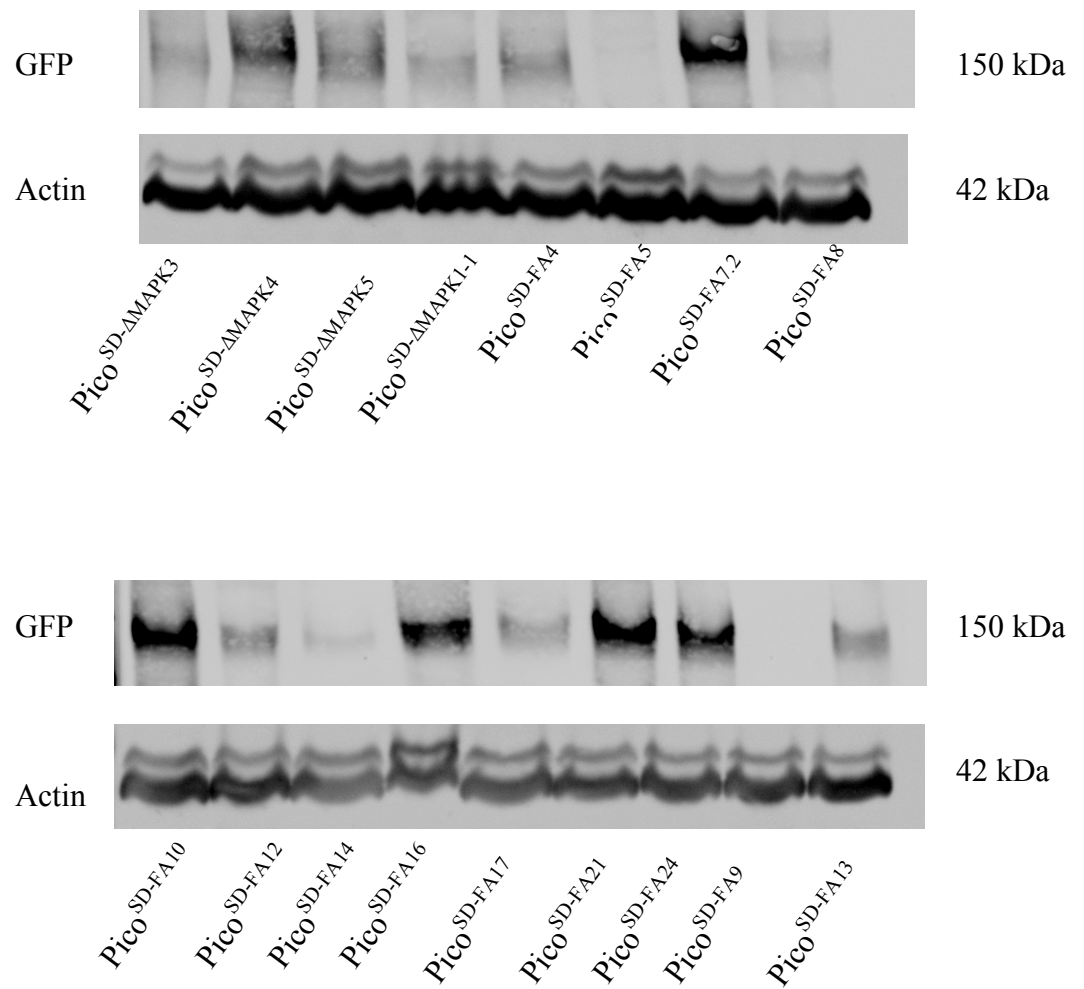 GFP 150 kDa
Actin 42 kDa
Pico SD-ΔMAPK3
Pico SD-ΔMAPK4
Pico SD-ΔMAPK5
Pico SD-ΔMAPK1-1
Pico SD-FA4
Pico SD-FA5
Pico SD-FA7.2
Pico SD-FA8
GFP 150 kDa
Actin 42 kDa
Pico SD-FA10
Pico SD-FA12
Pico SD-FA14
Pico SD-FA16
Pico SD-FA17
Pico SD-FA21
Pico SD-FA24
Pico SD-FA9
Pico SD-FA13